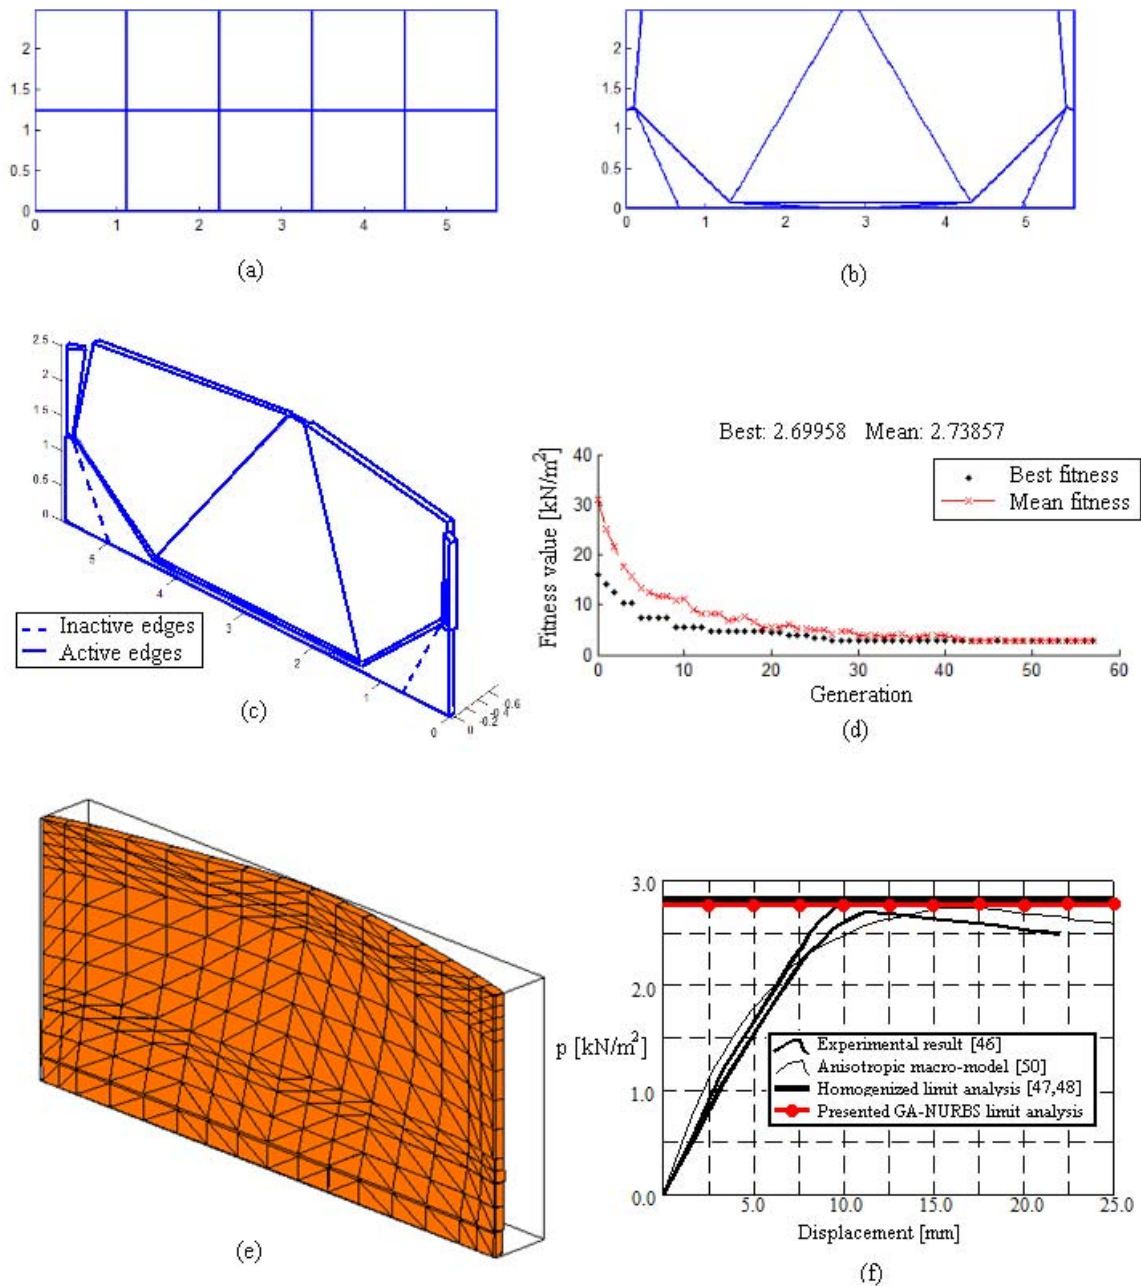 2
1.5
1
0.5
0
0 1 2 3 4 5
(a)
2
1.5
1
0.5
0
0 1 2 3 4 5
(b)
2.5
2
1.5
1
0.5
0
5
4
3
2
1
0
0 -0.2 -0.4 -0.6
Inactive edges
Active edges
(c)
Best: 2.69958 Mean: 2.73857
Fitness value [kN/m²]
40
30
20
10
0
Best fitness
Mean fitness
0 10 20 30 40 50 60
Generation
(d)
(e)
3.0
2.0
p [kN/m²]
1.0
0.0
Experimental result [46]
Anisotropic macro-model [50]
Homogenized limit analysis [47,48]
Presented GA-NURBS limit analysis
5.0 10.0 15.0 20.0 25.0
Displacement [mm]
(f)